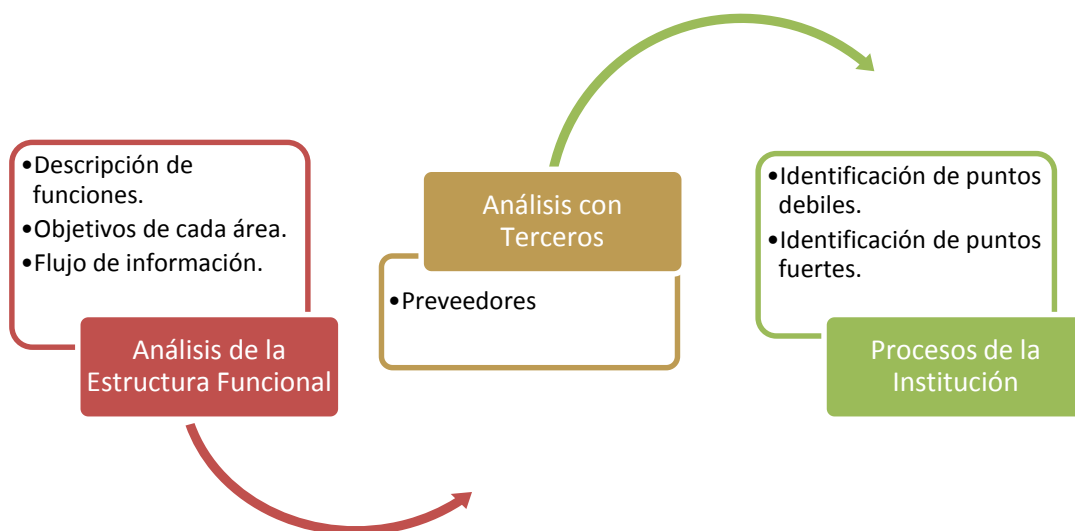 •Descripción de
funciones.
•Objetivos de cada área.
•Flujo de información.
Análisis de la
Estructura Funcional
Análisis con
Terceros
•Preveedores
•Identificación de puntos
debiles.
•Identificación de puntos
fuertes.
Procesos de la
Institución